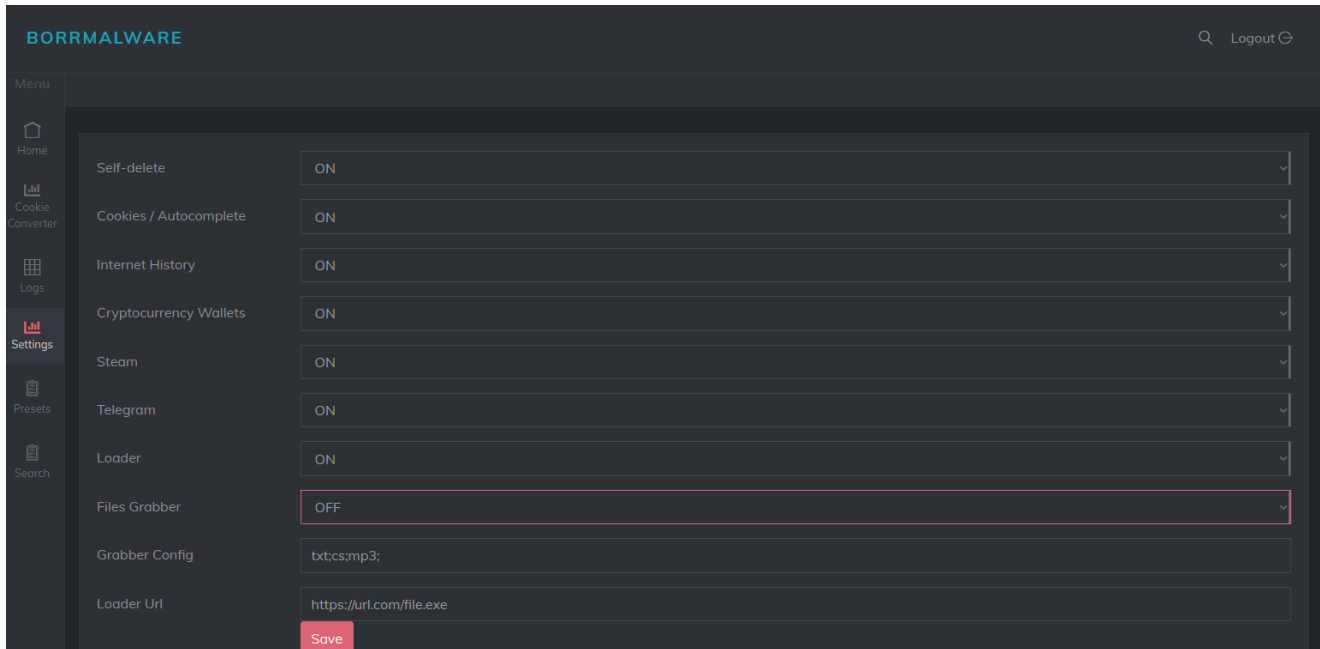 BORRMALWARE
Logout
Menu
Home
Cookie
Converter
Logs
Settings
Presets
Search
Self-delete ON
Cookies / Autocomplete ON
Internet History ON
Cryptocurrency Wallets ON
Steam ON
Telegram ON
Loader ON
Files Grabber OFF
Grabber Config txt;cs;mp3;
Loader Url https://url.com/file.exe
Save